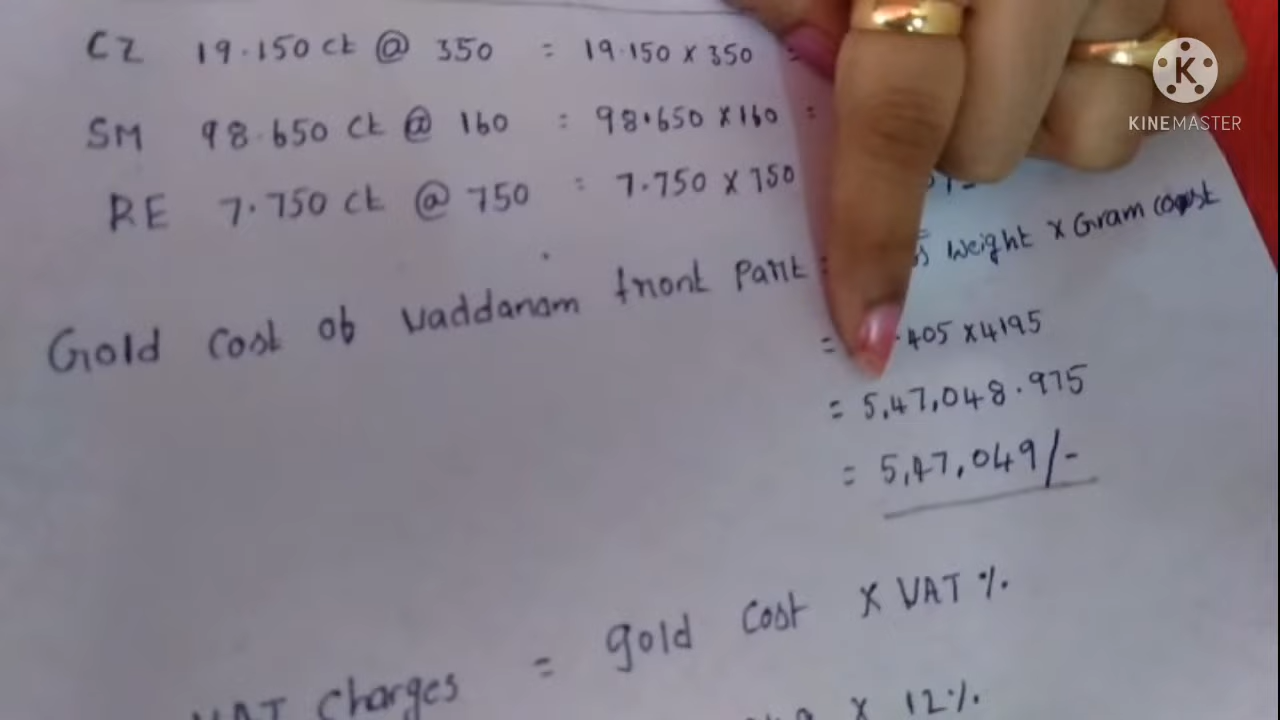 CZ 19.150 ct @ 350 = 19.150 x 350 =
SM 98.650 ct @ 160 = 98.650 x 160 =
RE 7.750 ct @ 750 = 7.750 x 750
Gold cost of vaddanam front part = weight x Gram cost
= .405 x 4195
= 5,47,048.975
= 5,47,049/-
VAT charges = gold cost x VAT %.
x 12%.
K
KINEMASTER